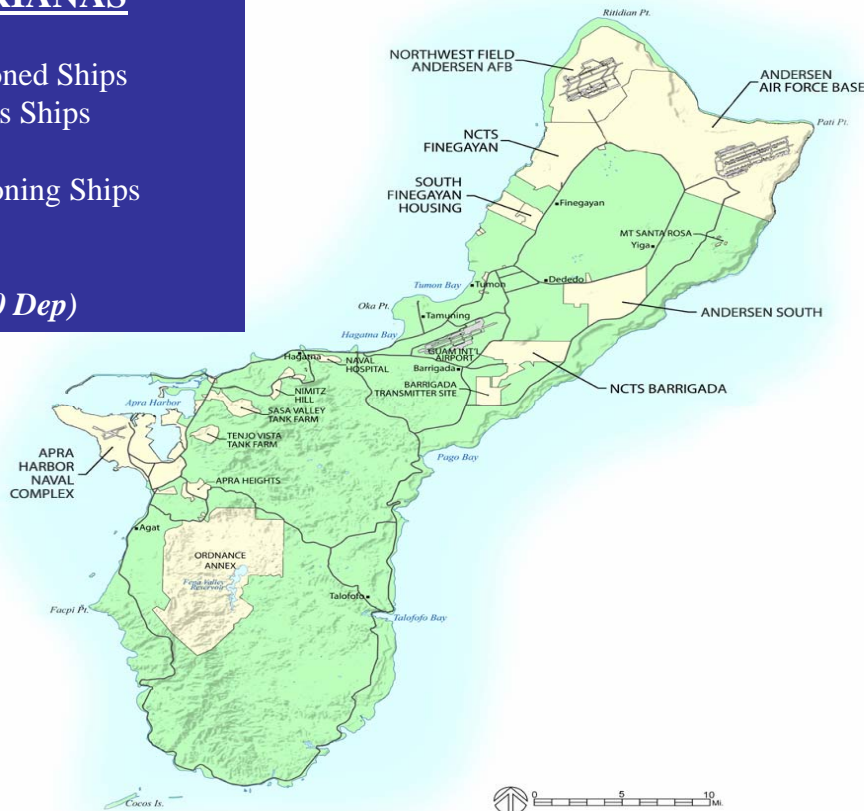 RIANAS
oned Ships
s Ships
oning Ships
0 Dep)
Ritidian Pt.
NORTHWEST FIELD
ANDERSEN AFB
ANDERSEN
AIR FORCE BASE
Pati Pt.
NCTS
FINEGAYAN
SOUTH
FINEGAYAN
HOUSING
Finegayan
MT SANTA ROSA
Yiga
Tumon Bay
Tumon
Dededo
Oka Pt.
Tamuning
ANDERSEN SOUTH
Hagatna Bay
GUAM INT'L
AIRPORT
Hagatna
NAVAL
HOSPITAL
Barrigada
BARRIGADA
TRANSMITTER SITE
NCTS BARRIGADA
NIMITZ
HILL
Apra Harbor
SASA VALLEY
TANK FARM
TENJO VISTA
TANK FARM
APRA
HARBOR
NAVAL
COMPLEX
Pago Bay
APRA HEIGHTS
Agat
ORDNANCE
ANNEX
Fena Valley
Reservoir
Talofofo
Facpi Pt.
Talofofo Bay
Cocos Is.
0 5 10
Mi.